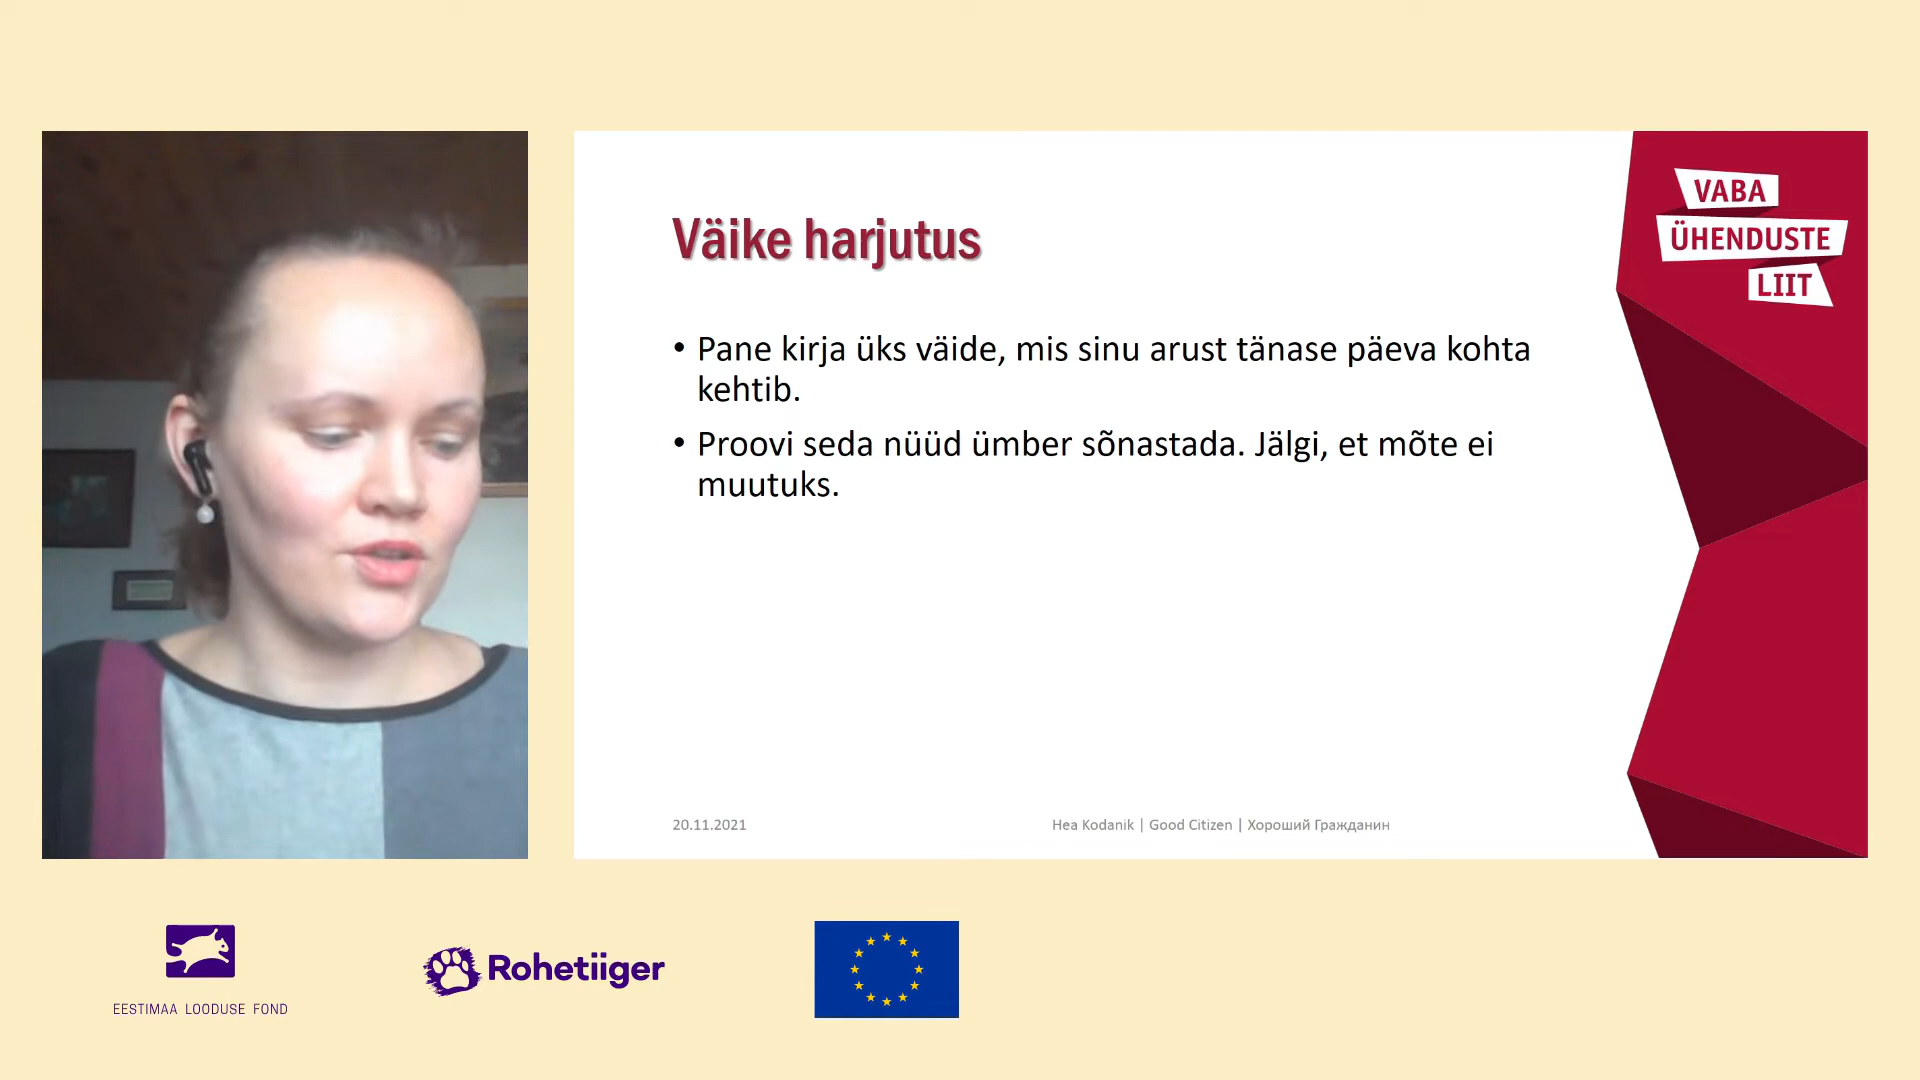 Väike harjutus
• Pane kirja üks väide, mis sinu arust tänase päeva kohta
kehtib.
• Proovi seda nüüd ümber sõnastada. Jälgi, et mõte ei
muutuks.
VABA
ÜHENDUSTE
LIIT
20.11.2021
Hea Kodanik | Good Citizen | Хороший Гражданин
EESTIMAA LOODUSE FOND
Rohetiiger